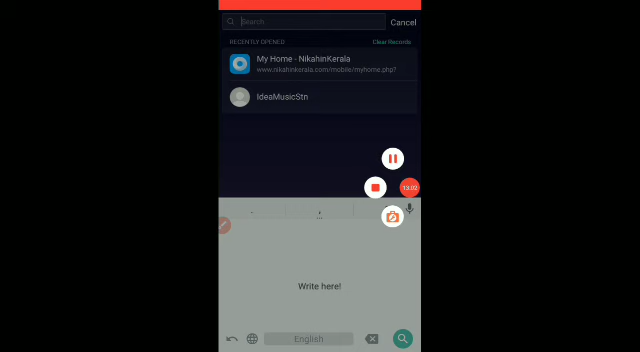 Search
Cancel
RECENTLY OPENED
Clear Records
My Home - NikahinKerala
www.nikahinkerala.com/mobile/myhome.php?
IdeaMusicStn
13:02
Write here!
English